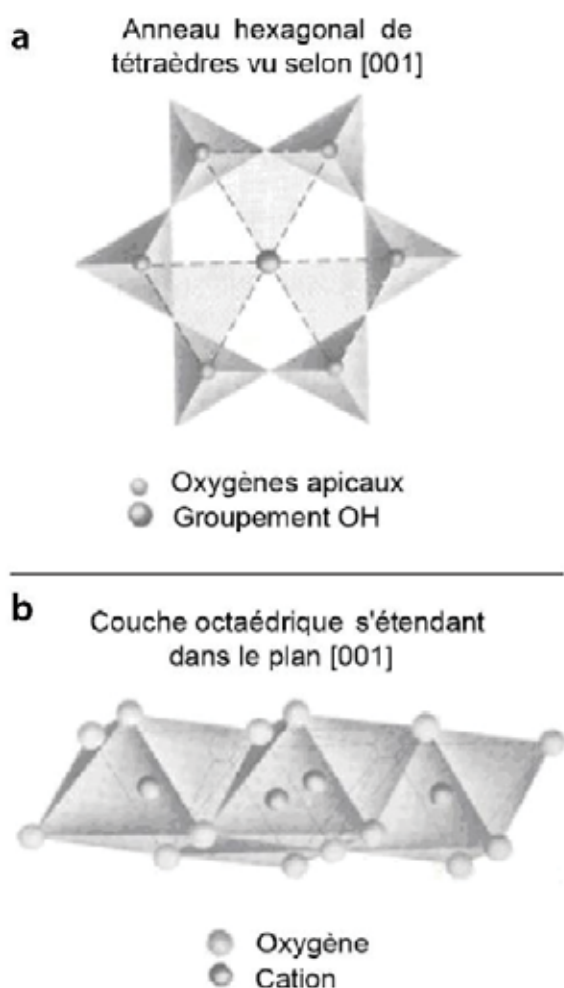 a
Anneau hexagonal de
tétraèdres vu selon [001]
Oxygènes apicaux
Groupement OH
b
Couche octaédrique s'étendant
dans le plan [001]
Oxygène
Cation